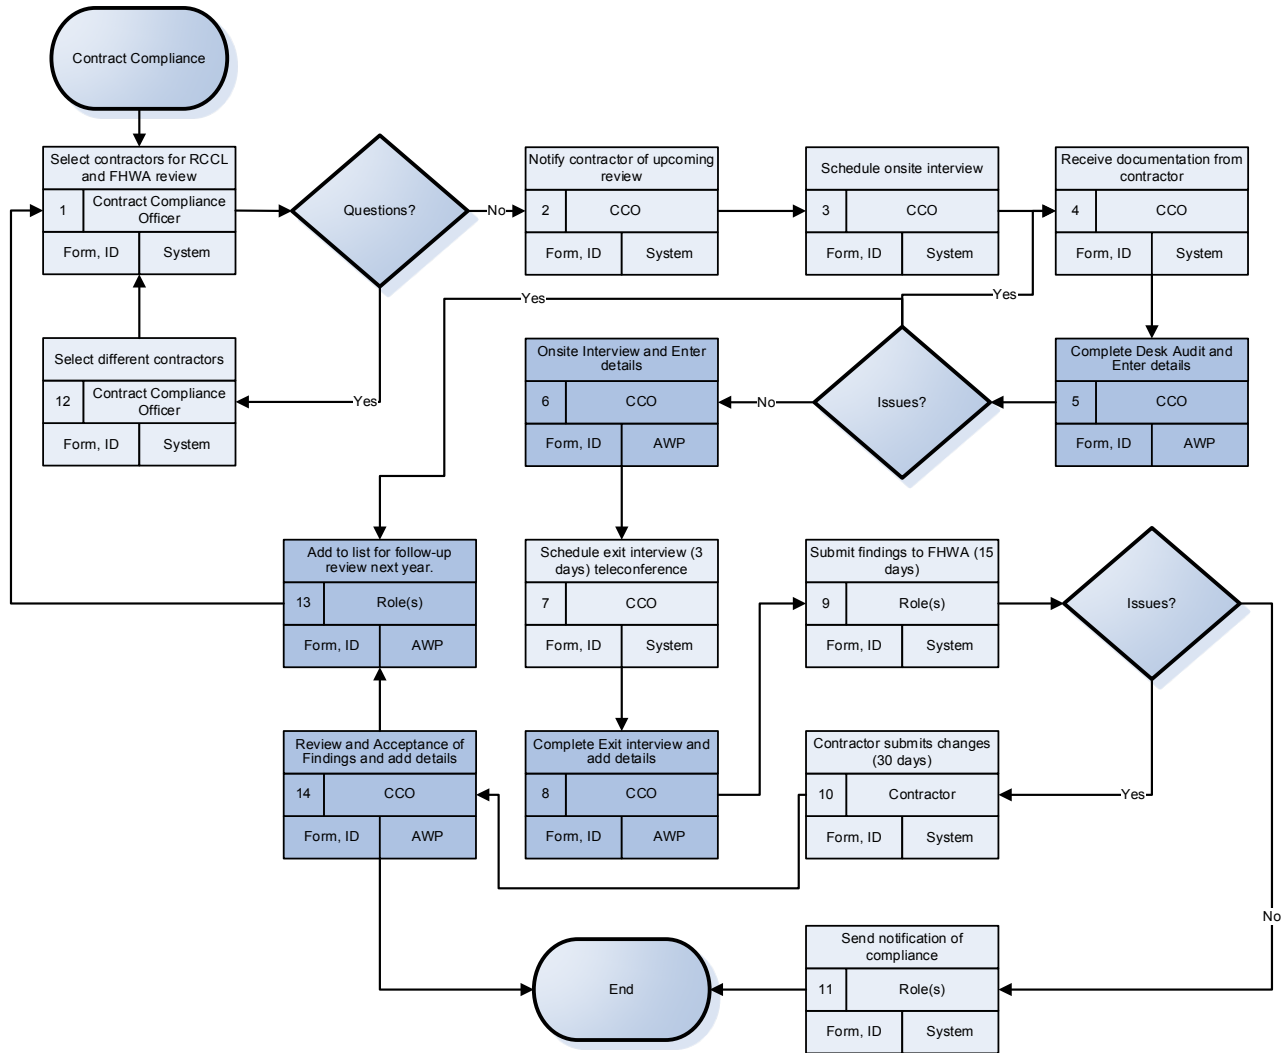 Contract Compliance
Select contractors for RCCL
and FHWA review
1
Contract Compliance
Officer
Form, ID
System
Questions?
No
Notify contractor of upcoming
review
2
CCO
Form, ID
System
Schedule onsite interview
3
CCO
Form, ID
System
Receive documentation from
contractor
4
CCO
Form, ID
System
Yes
Yes
Select different contractors
12
Contract Compliance
Officer
Form, ID
System
Yes
Onsite Interview and Enter
details
6
CCO
Form, ID
AWP
No
Issues?
Complete Desk Audit and
Enter details
5
CCO
Form, ID
AWP
Add to list for follow-up
review next year.
13
Role(s)
Form, ID
AWP
Schedule exit interview (3
days) teleconference
7
CCO
Form, ID
System
Submit findings to FHWA (15
days)
9
Role(s)
Form, ID
System
Issues?
Review and Acceptance of
Findings and add details
14
CCO
Form, ID
AWP
Complete Exit interview and
add details
8
CCO
Form, ID
AWP
Contractor submits changes
(30 days)
10
Contractor
Form, ID
System
Yes
No
End
Send notification of
compliance
11
Role(s)
Form, ID
System